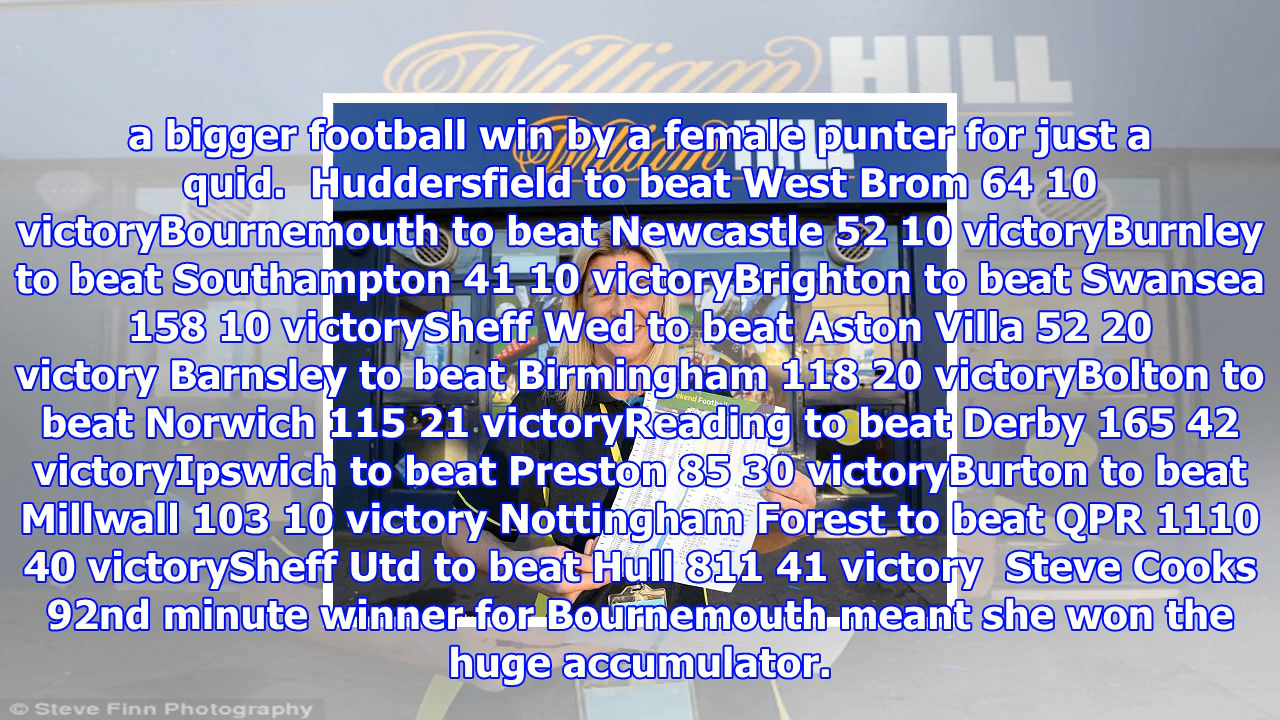 William HILL
William HILL
a bigger football win by a female punter for just a
quid.  Huddersfield to beat West Brom 64 10
victoryBournemouth to beat Newcastle 52 10 victoryBurnley
to beat Southampton 41 10 victoryBrighton to beat Swansea
158 10 victorySheff Wed to beat Aston Villa 52 20
victory Barnsley to beat Birmingham 118 20 victoryBolton to
beat Norwich 115 21 victoryReading to beat Derby 165 42
victoryIpswich to beat Preston 85 30 victoryBurton to beat
Millwall 103 10 victory Nottingham Forest to beat QPR 1110
40 victorySheff Utd to beat Hull 811 41 victory  Steve Cooks
92nd minute winner for Bournemouth meant she won the
huge accumulator.
© Steve Finn Photography